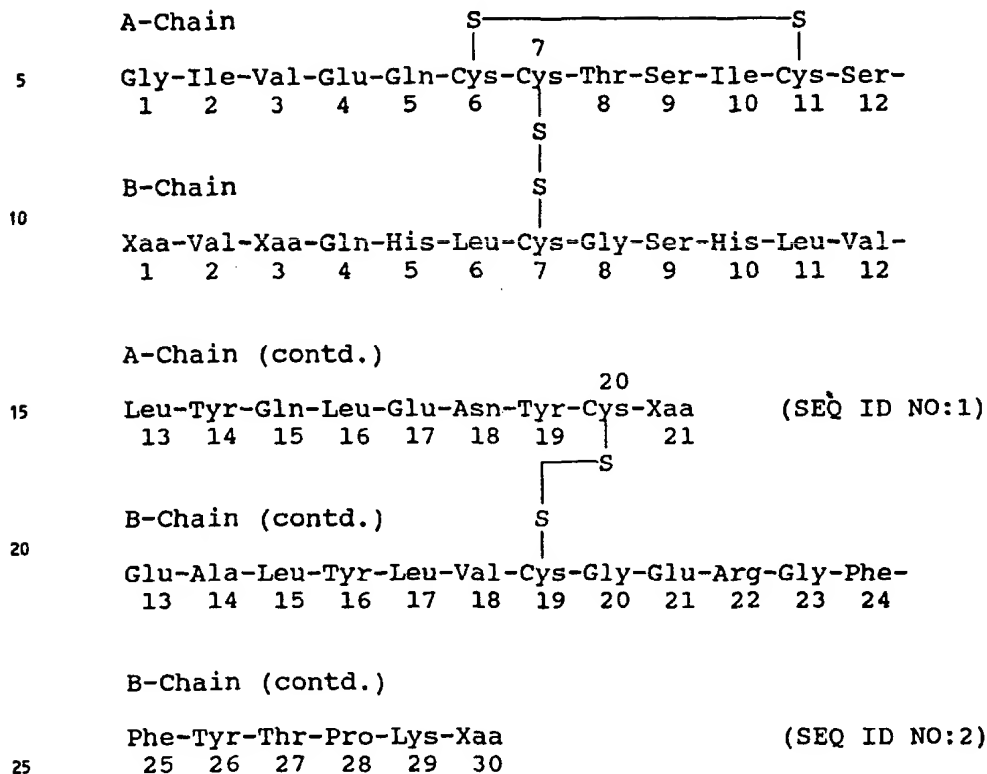 A-Chain
S S
7
5 Gly-Ile-Val-Glu-Gln-Cys-Cys-Thr-Ser-Ile-Cys-Ser-
1 2 3 4 5 6 8 9 10 11 12
S
S
B-Chain
10
Xaa-Val-Xaa-Gln-His-Leu-Cys-Gly-Ser-His-Leu-Val-
1 2 3 4 5 6 7 8 9 10 11 12
A-Chain (contd.)
20
15 Leu-Tyr-Gln-Leu-Glu-Asn-Tyr-Cys-Xaa (SEQ ID NO:1)
13 14 15 16 17 18 19 21
S
S
B-Chain (contd.)
20
Glu-Ala-Leu-Tyr-Leu-Val-Cys-Gly-Glu-Arg-Gly-Phe-
13 14 15 16 17 18 19 20 21 22 23 24
B-Chain (contd.)
Phe-Tyr-Thr-Pro-Lys-Xaa (SEQ ID NO:2)
25 25 26 27 28 29 30